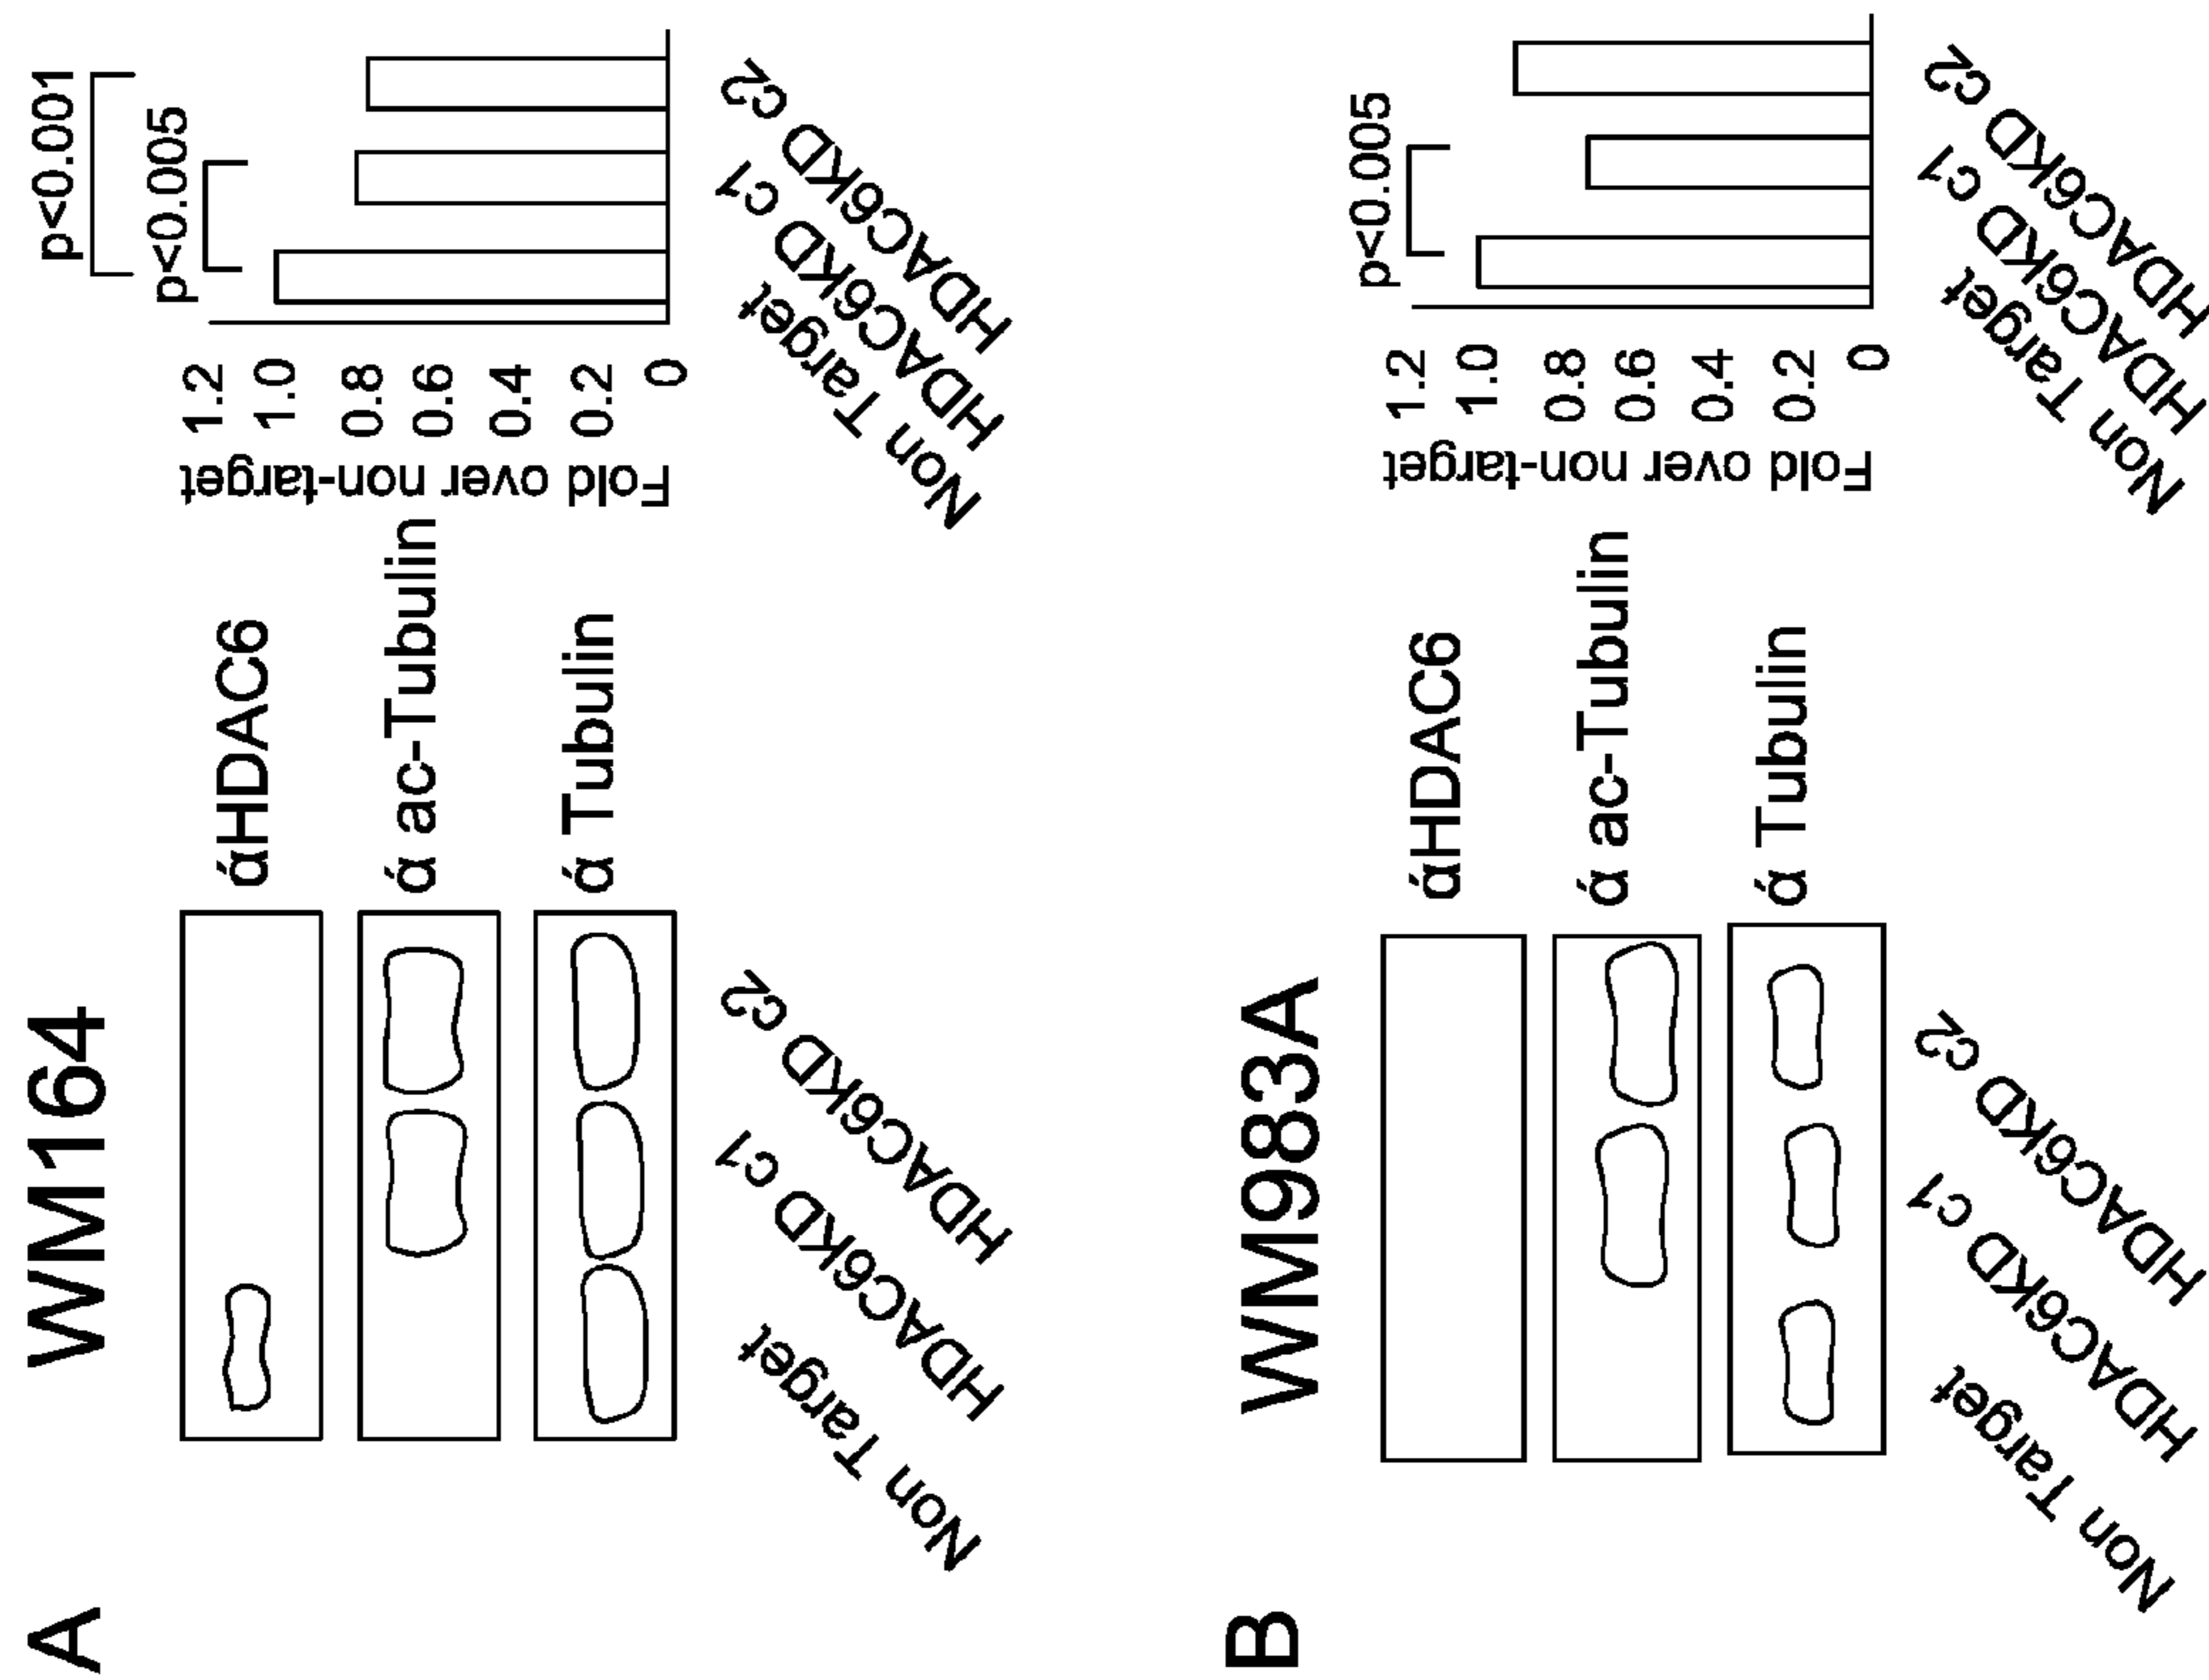 A
WM164
άHDAC6
ά ac-Tubulin
ά Tubulin
Non Target
HDAC6KD c1
HDAC6KD c2
p<0.001
p<0.005
Fold over non-target
1.2
1.0
0.8
0.6
0.4
0.2
0
Non Target
HDAC6KD c1
HDAC6KD c2
B
WM983A
άHDAC6
ά ac-Tubulin
ά Tubulin
Non Target
HDAC6KD c1
HDAC6KD c2
p<0.005
Fold over non-target
1.2
1.0
0.8
0.6
0.4
0.2
0
Non Target
HDAC6KD c1
HDAC6KD c2